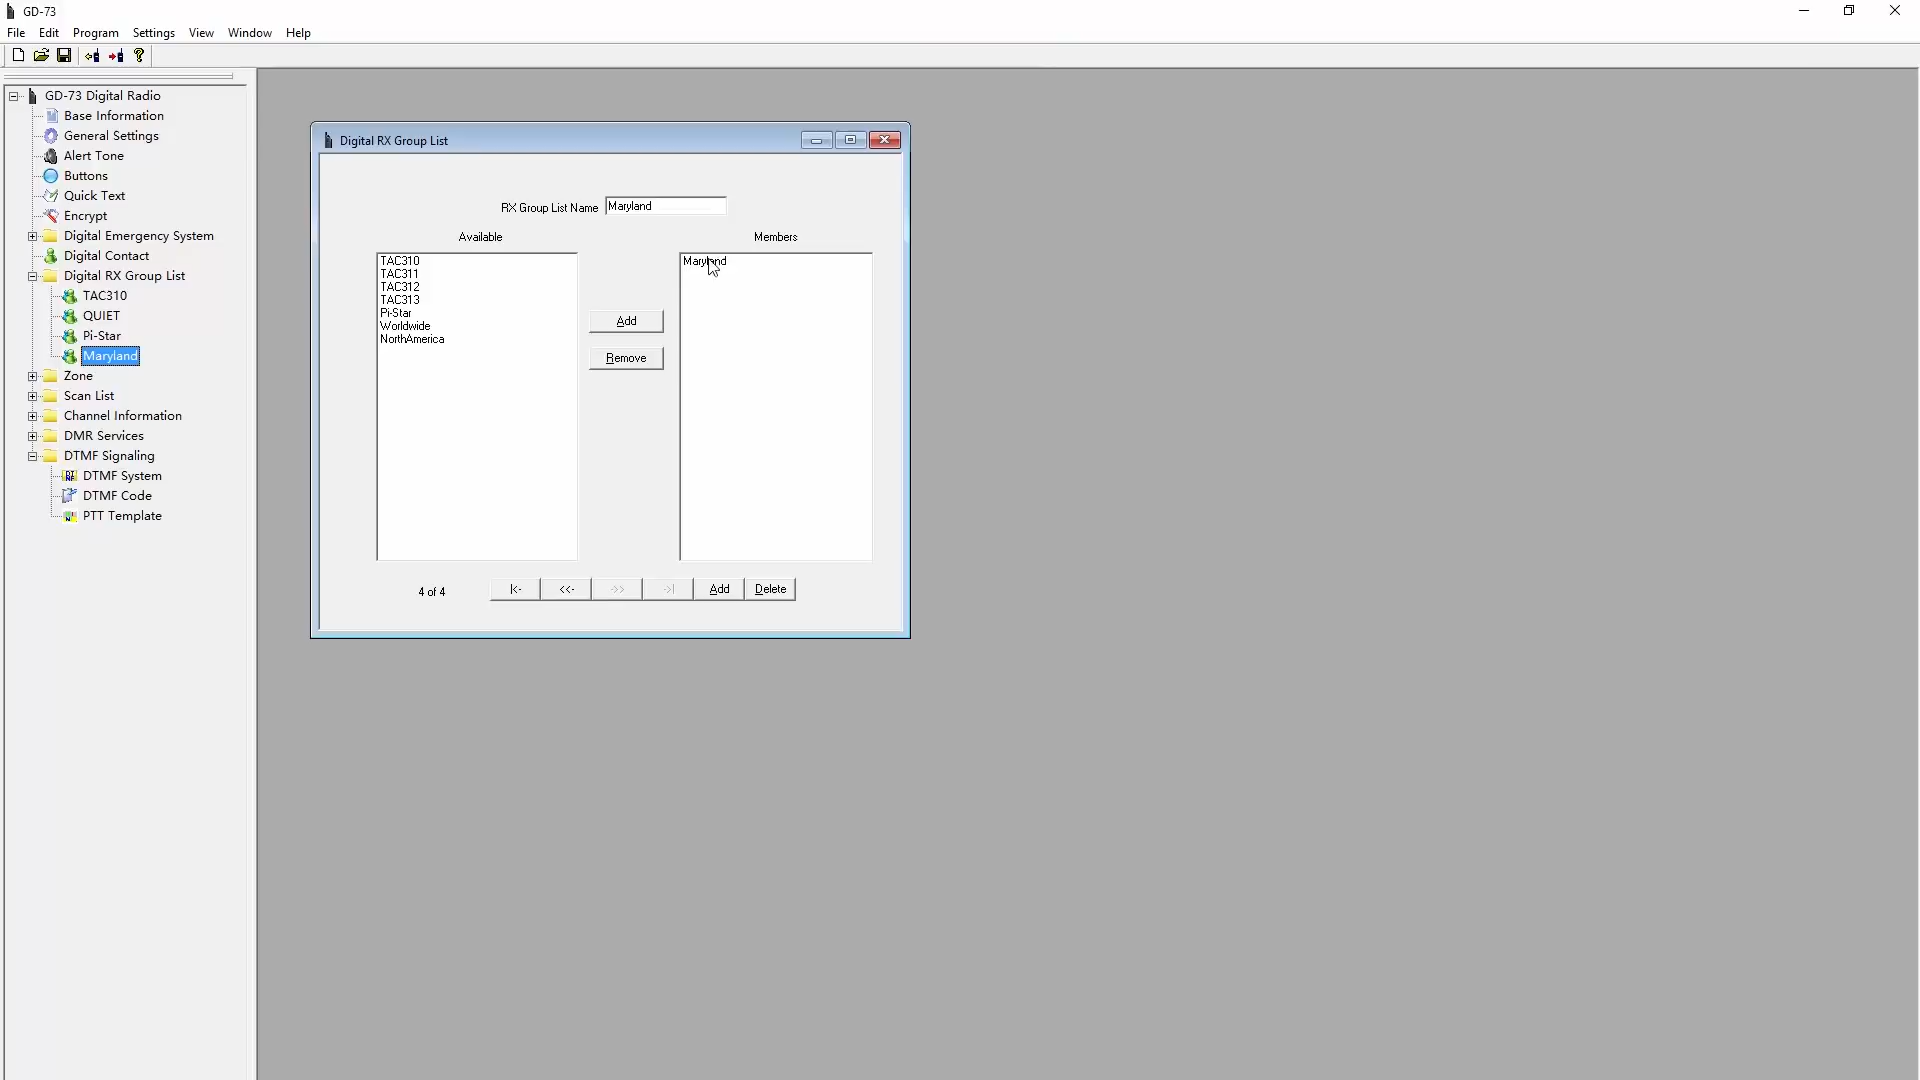 GD-73
File Edit Program Settings View Window Help
GD-73 Digital Radio
Base Information
General Settings
Alert Tone
Buttons
Quick Text
Encrypt
Digital Emergency System
Digital Contact
Digital RX Group List
TAC310
QUIET
Pi-Star
Maryland
Zone
Scan List
Channel Information
DMR Services
DTMF Signaling
DTMF System
DTMF Code
PTT Template
Digital RX Group List
RX Group List Name Maryland
Available
TAC310
TAC311
TAC312
TAC313
Pi-Star
Worldwide
NorthAmerica
Add
Remove
Members
Maryland
4 of 4 |<- <<- ->> ->| Add Delete